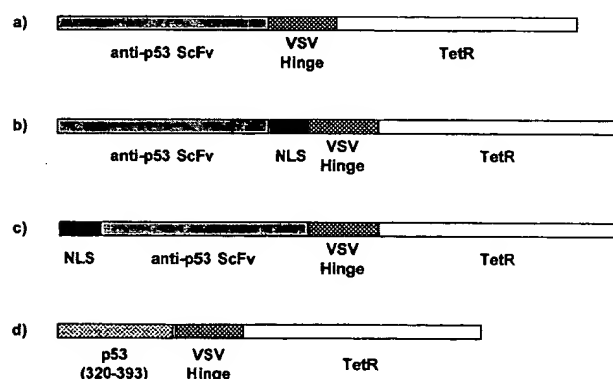 a)
VSV
anti-p53 ScFv Hinge TetR
b)
VSV
anti-p53 ScFv NLS Hinge TetR
c)
VSV
NLS anti-p53 ScFv Hinge TetR
d)
p53 VSV TetR
(320-393) Hinge